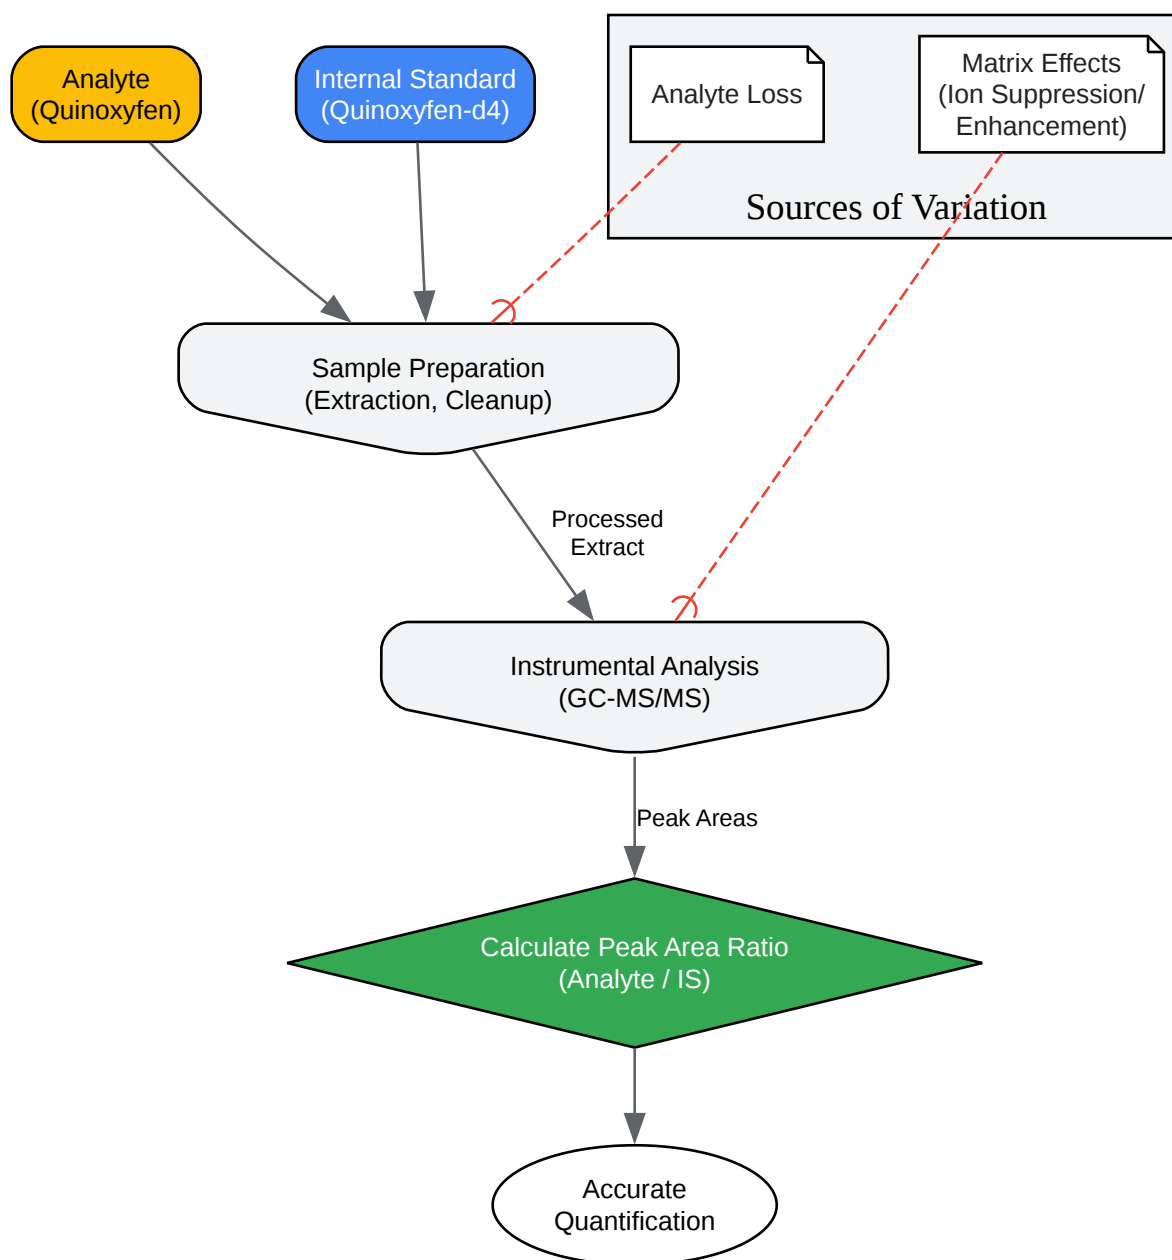 Analyte
(Quinoxyfen)
Internal Standard
(Quinoxyfen-d4)
Analyte Loss
Matrix Effects
(Ion Suppression/
Enhancement)
Sources of Variation
Sample Preparation
(Extraction, Cleanup)
Processed
Extract
Instrumental Analysis
(GC-MS/MS)
Peak Areas
Calculate Peak Area Ratio
(Analyte / IS)
Accurate
Quantification